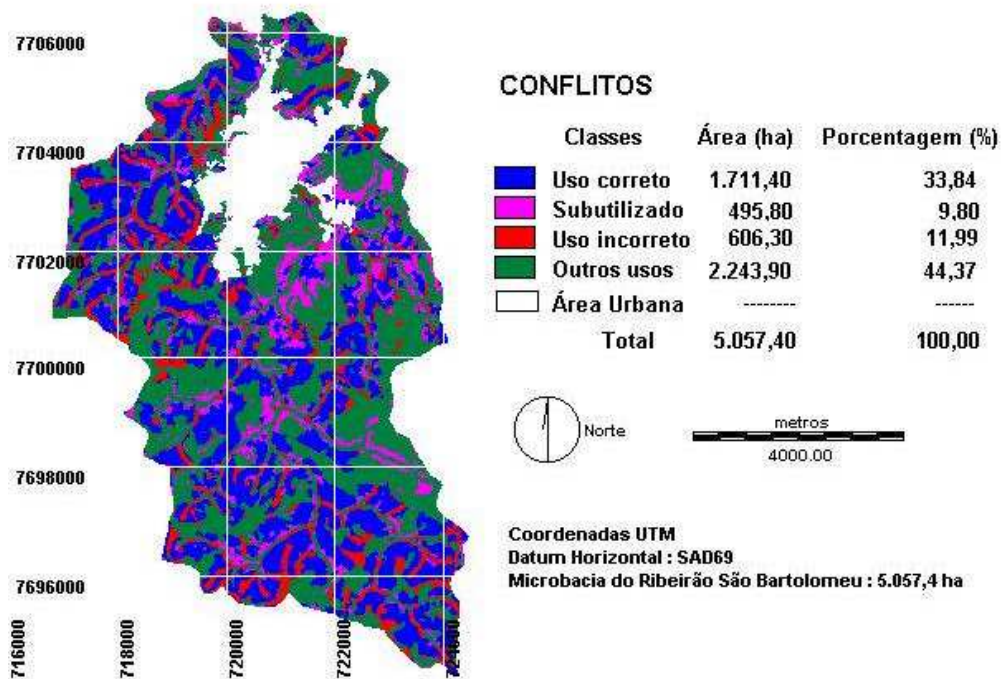 CONFLITOS
Classes Área (ha) Porcentagem (%)
Uso correto 1.711,40 33,84
Subutilizado 495,80 9,80
Uso incorreto 606,30 11,99
Outros usos 2.243,90 44,37
Área Urbana -------- ------
Total 5.057,40 100,00
Norte
metros
4000.00
Coordenadas UTM
Datum Horizontal : SAD69
Microbacia do Ribeirão São Bartolomeu : 5.057,4 ha
7706000
7704000
7702000
7700000
7698000
7696000
716000
718000
720000
722000
724000